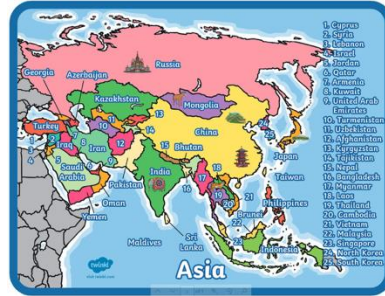 Russia
Georgia
Azerbaijan
Kazakhstan
Mongolia
Turkey
Iraq
Iran
China
Saudi
Arabia
Bhutan
India
Japan
Taiwan
Pakistan
Oman
Yemen
Maldives
Sri
Lanka
Brunei
Philippines
Indonesia
Asia
twinkl
visit twinkl.com
1. Cyprus
2. Syria
3. Lebanon
4. Israel
5. Jordan
6. Qatar
7. Armenia
8. Kuwait
9. United Arab
Emirates
10. Turmenistan
11. Uzbekistan
12. Afghanistan
13. Kyrgyzstan
14. Tajikistan
15. Nepal
16. Bangladesh
17. Myanmar
18. Laos
19. Thailand
20. Cambodia
21. Vietnam
22. Malaysia
23. Singapore
24. North Korea
25. South Korea